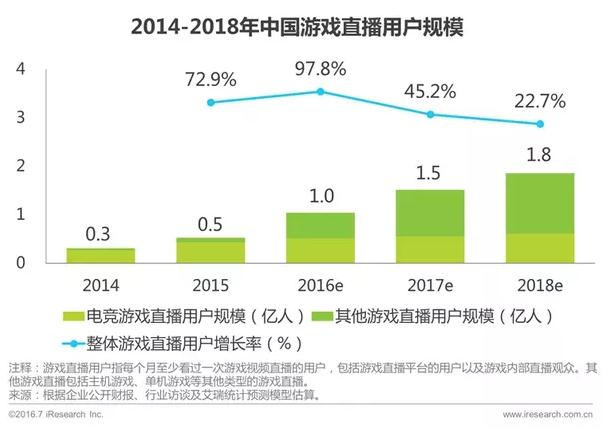 2014-2018年中国游戏直播用户规模
4
3
2
1
0
72.9%
97.8%
45.2%
22.7%
0.3
0.5
1.0
1.5
1.8
2014
2015
2016e
2017e
2018e
电竞游戏直播用户规模（亿人）
其他游戏直播用户规模（亿人）
整体游戏直播用户增长率（%）
注释：游戏直播用户指每个月至少看过一次游戏视频直播的用户，包括游戏直播平台的用户以及游戏内部直播观众。其
他游戏直播包括主机游戏、单机游戏等其他类型的游戏直播。
来源：根据企业公开财报、行业访谈及艾瑞统计预测模型估算。
©2016.7 iResearch Inc.
www.iresearch.com.cn